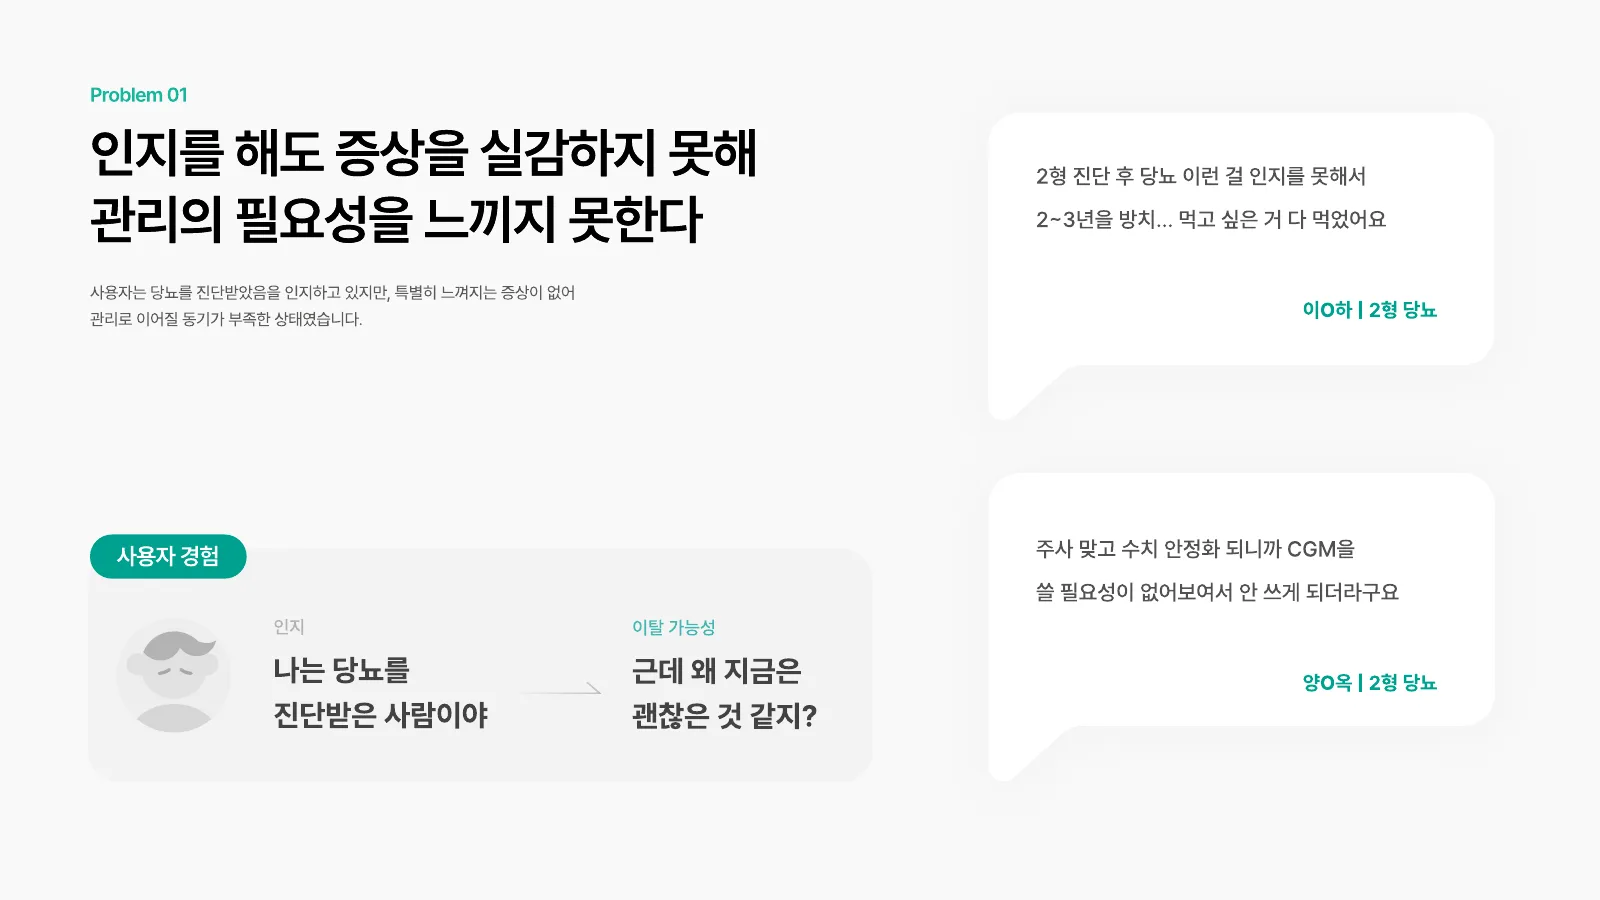 Problem 01
인지를 해도 증상을 실감하지 못해
관리의 필요성을 느끼지 못한다
사용자는 당뇨를 진단받았음을 인지하고 있지만, 특별히 느껴지는 증상이 없어
관리로 이어질 동기가 부족한 상태였습니다.
사용자 경험
인지
나는 당뇨를
진단받은 사람이야
이탈 가능성
근데 왜 지금은
괜찮은 것 같지?
2형 진단 후 당뇨 이런 걸 인지를 못해서
2~3년을 방치... 먹고 싶은 거 다 먹었어요
이O하 | 2형 당뇨
주사 맞고 수치 안정화 되니까 CGM을
쓸 필요성이 없어보여서 안 쓰게 되더라구요
양O옥 | 2형 당뇨